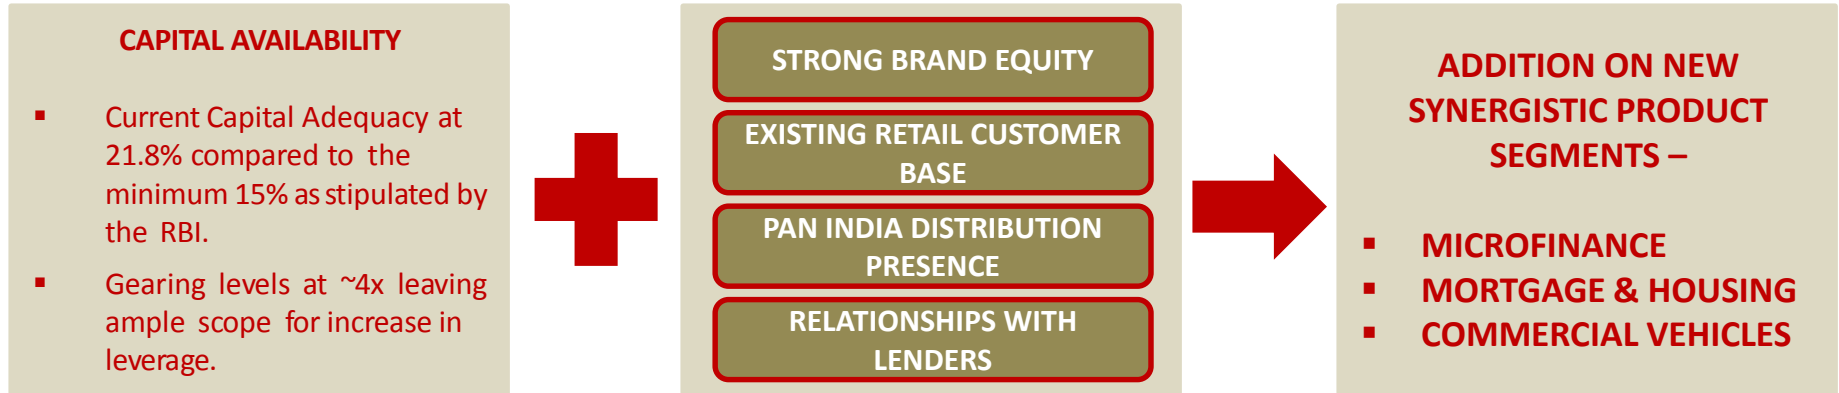 CAPITAL AVAILABILITY
▪ Current Capital Adequacy at
21.8% compared to the
minimum 15% as stipulated by
the RBI.
▪ Gearing levels at ~4x leaving
ample scope for increase in
leverage.
STRONG BRAND EQUITY
EXISTING RETAIL CUSTOMER
BASE
PAN INDIA DISTRIBUTION
PRESENCE
RELATIONSHIPS WITH
LENDERS
ADDITION ON NEW
SYNERGISTIC PRODUCT
SEGMENTS –
▪ MICROFINANCE
▪ MORTGAGE & HOUSING
▪ COMMERCIAL VEHICLES